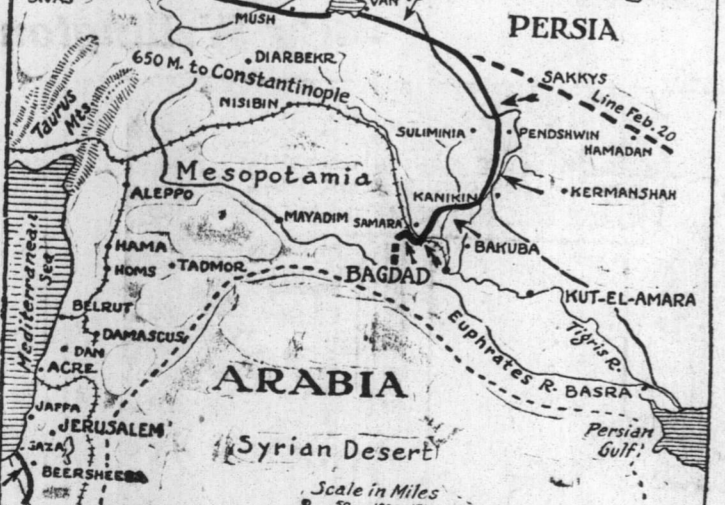 VAN
MUSH
PERSIA
DIARBEKR
650 M. to Constantinople
SAKKYS
NISIBIN
Line Feb. 20
Taurus
Mts.
SULIMINIA
PENDSHWIN
HAMADAN
Mesopotamia
ALEPPO
KANIKIN
KERMANSHAH
MAYADIM
SAMARA
HAMA
BAKUBA
HOMS
TADMOR
BAGDAD
KUT-EL-AMARA
Mediterranean
Sea
BEIRUT
DAMASCUS
Euphrates R.
Tigris R.
DAN
ACRE
ARABIA
BASRA
JAFFA
JERUSALEM
Persian
Gulf
Syrian Desert
BEERSHEBA
Scale in Miles